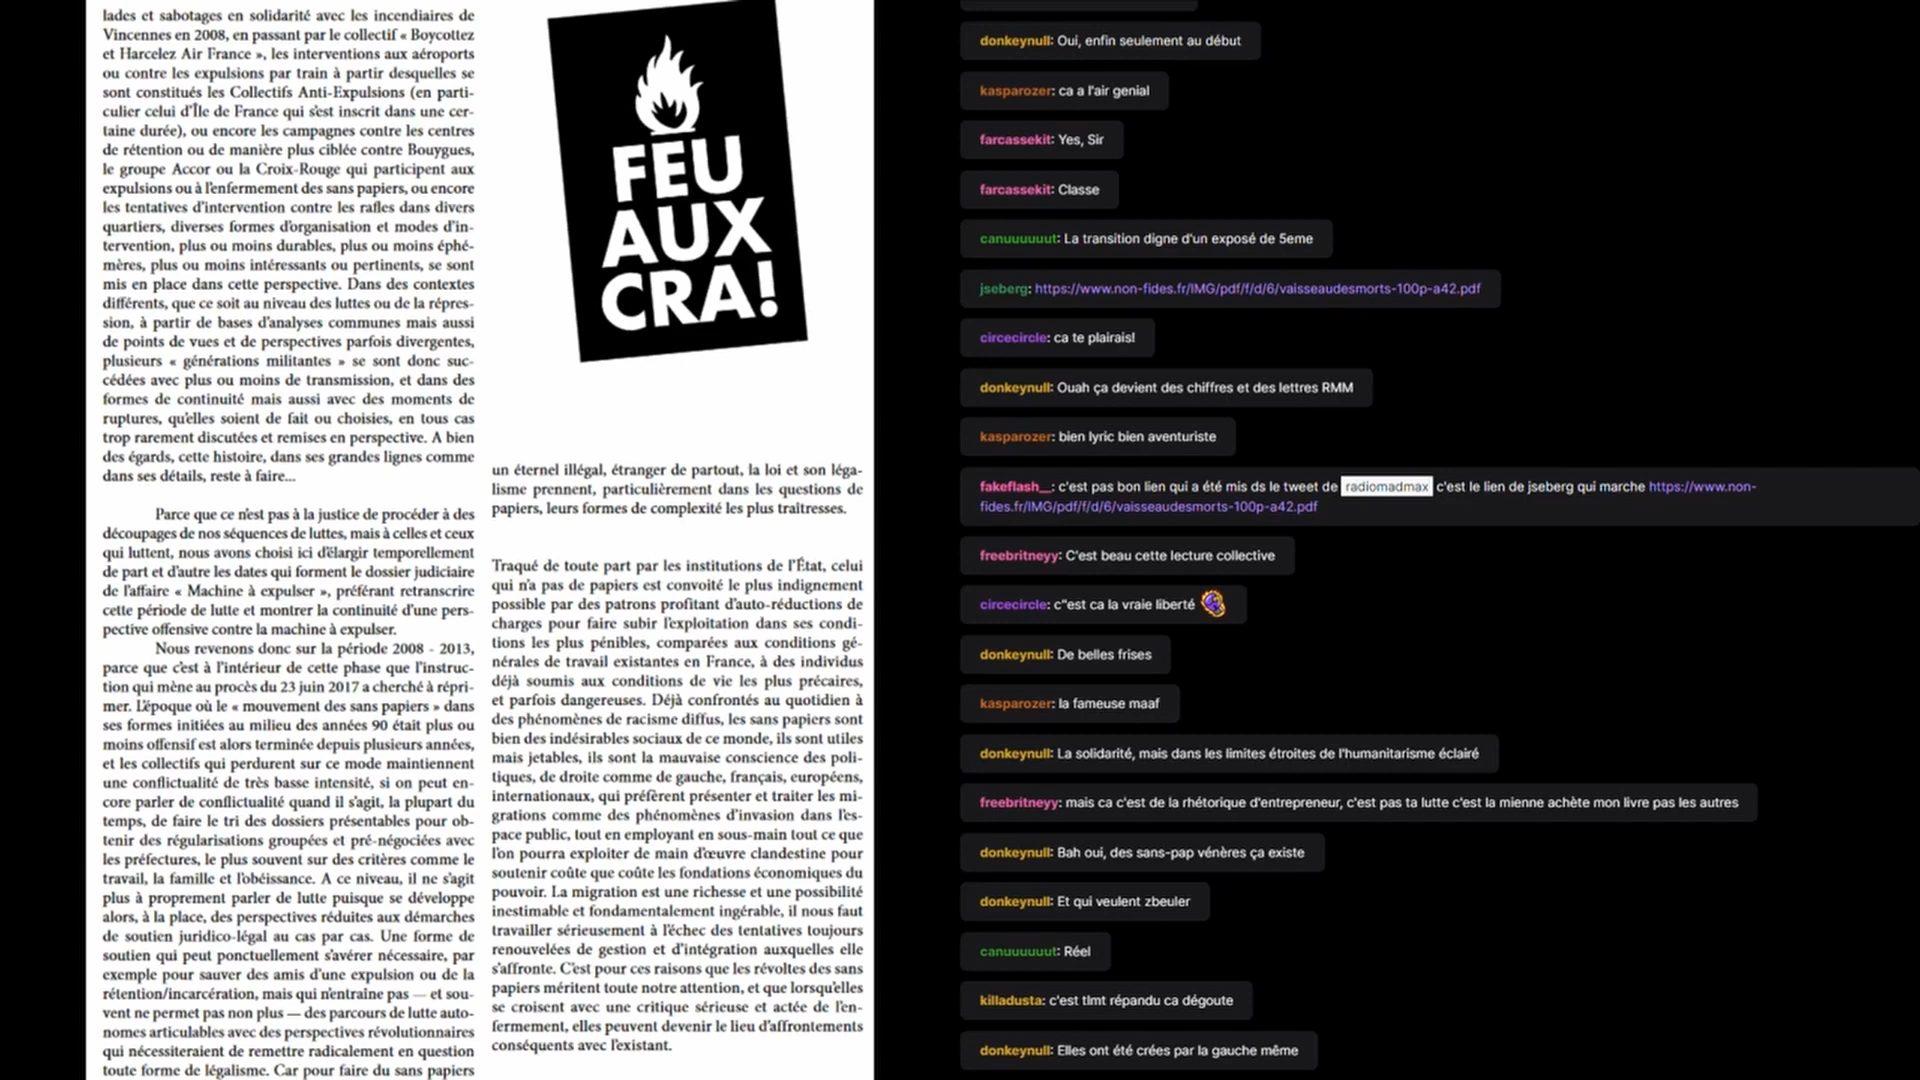 lades et sabotages en solidarité avec les incendiaires de
Vincennes en 2008, en passant par le collectif « Boycottez
et Harcelez Air France », les interventions aux aéroports
ou contre les expulsions par train à partir desquelles se
sont constitués les Collectifs Anti-Expulsions (en parti-
culier celui d'Île de France qui s'est inscrit dans une cer-
taine durée), ou encore les campagnes contre les centres
de rétention ou de manière plus ciblée contre Bouygues,
le groupe Accor ou la Croix-Rouge qui participent aux
expulsions ou à l'enfermement des sans papiers, ou encore
les tentatives d'intervention contre les rafles dans divers
quartiers, diverses formes d'organisation et modes d'in-
tervention, plus ou moins durables, plus ou moins éphé-
mères, plus ou moins intéressants ou pertinents, se sont
mis en place dans cette perspective. Dans des contextes
différents, que ce soit au niveau des luttes ou de la répres-
sion, à partir de bases d'analyses communes mais aussi
de points de vues et de perspectives parfois divergentes,
plusieurs « générations militantes » se sont donc suc-
cédées avec plus ou moins de transmission, et dans des
formes de continuité mais aussi avec des moments de
ruptures, qu'elles soient de fait ou choisies, en tous cas
trop rarement discutées et remises en perspective. A bien
des égards, cette histoire, dans ses grandes lignes comme
dans ses détails, reste à faire...
Parce que ce n'est pas à la justice de procéder à des
découpages de nos séquences de luttes, mais à celles et ceux
qui luttent, nous avons choisi ici d'élargir temporellement
de part et d'autre les dates qui forment le dossier judiciaire
de l'affaire « Machine à expulser », préférant retranscrire
cette période de lutte et montrer la continuité d'une pers-
pective offensive contre la machine à expulser.
Nous revenons donc sur la période 2008 - 2013,
parce que c'est à l'intérieur de cette phase que l'instruc-
tion qui mène au procès du 23 juin 2017 a cherché à répri-
mer. L'époque où le « mouvement des sans papiers » dans
ses formes initiées au milieu des années 90 était plus ou
moins offensif est alors terminée depuis plusieurs années,
et les collectifs qui perdurent sur ce mode maintiennent
une conflictualité de très basse intensité, si on peut en-
core parler de conflictualité quand il s'agit, la plupart du
temps, de faire le tri des dossiers présentables pour ob-
tenir des régularisations groupées et pré-négociées avec
les préfectures, le plus souvent sur des critères comme le
travail, la famille et l'obéissance. A ce niveau, il ne s'agit
plus à proprement parler de lutte puisque se développe
alors, à la place, des perspectives réduites aux démarches
de soutien juridico-légal au cas par cas. Une forme de
soutien qui peut ponctuellement s'avérer nécessaire, par
exemple pour sauver des amis d'une expulsion ou de la
rétention/incarcération, mais qui n'entraîne pas — et sou-
vent ne permet pas non plus — des parcours de lutte auto-
nomes articulables avec des perspectives révolutionnaires
qui nécessiteraient de remettre radicalement en question
toute forme de légalisme. Car pour faire du sans papiers
FEU
AUX
CRA!
un éternel illégal, étranger de partout, la loi et son léga-
lisme prennent, particulièrement dans les questions de
papiers, leurs formes de complexité les plus traîtresses.
Traqué de toute part par les institutions de l'État, celui
qui n'a pas de papiers est convoité le plus indignement
possible par des patrons profitant d'auto-réductions de
charges pour faire subir l'exploitation dans ses condi-
tions les plus pénibles, comparées aux conditions gé-
nérales de travail existantes en France, à des individus
déjà soumis aux conditions de vie les plus précaires,
et parfois dangereuses. Déjà confrontés au quotidien à
des phénomènes de racisme diffus, les sans papiers sont
bien des indésirables sociaux de ce monde, ils sont utiles
mais jetables, ils sont la mauvaise conscience des poli-
tiques, de droite comme de gauche, français, européens,
internationaux, qui préfèrent présenter et traiter les mi-
grations comme des phénomènes d'invasion dans l'es-
pace public, tout en employant en sous-main tout ce que
l'on pourra exploiter de main d'œuvre clandestine pour
soutenir coûte que coûte les fondations économiques du
pouvoir. La migration est une richesse et une possibilité
inestimable et fondamentalement ingérable, il nous faut
travailler sérieusement à l'échec des tentatives toujours
renouvelées de gestion et d'intégration auxquelles elle
s'affronte. C'est pour ces raisons que les révoltes des sans
papiers méritent toute notre attention, et que lorsqu'elles
se croisent avec une critique sérieuse et actée de l'en-
fermement, elles peuvent devenir le lieu d'affrontements
conséquents avec l'existant.
donkeynull: Oui, enfin seulement au début
kasparozer: ca a l'air genial
farcassekit: Yes, Sir
farcassekit: Classe
canuuuuuut: La transition digne d'un exposé de 5eme
jseberg: https://www.non-fides.fr/IMG/pdf/f/d/6/vaisseaudesmorts-100p-a42.pdf
circecircle: ca te plairais!
donkeynull: Ouah ça devient des chiffres et des lettres RMM
kasparozer: bien lyric bien aventuriste
fakeflash__: c'est pas bon lien qui a été mis ds le tweet de radiomadmax c'est le lien de jseberg qui marche https://www.non-
fides.fr/IMG/pdf/f/d/6/vaisseaudesmorts-100p-a42.pdf
freebritneyy: C'est beau cette lecture collective
circecircle: c"est ca la vraie liberté
donkeynull: De belles frises
kasparozer: la fameuse maaf
donkeynull: La solidarité, mais dans les limites étroites de l'humanitarisme éclairé
freebritneyy: mais ca c'est de la rhétorique d'entrepreneur, c'est pas ta lutte c'est la mienne achète mon livre pas les autres
donkeynull: Bah oui, des sans-pap vénères ça existe
donkeynull: Et qui veulent zbeuler
canuuuuuut: Réel
killadusta: c'est tlmt répandu ca dégoute
donkeynull: Elles ont été crées par la gauche même